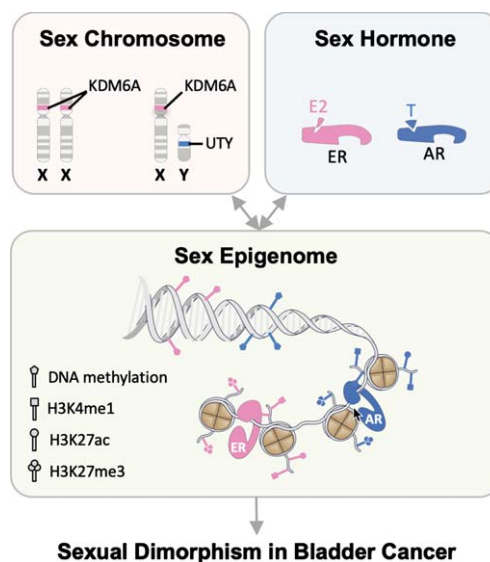 Sex Chromosome
KDM6A
KDM6A
UTY
X X
X Y
Sex Hormone
E2
T
ER
AR
Sex Epigenome
DNA methylation
H3K4me1
H3K27ac
H3K27me3
ER
AR
Sexual Dimorphism in Bladder Cancer